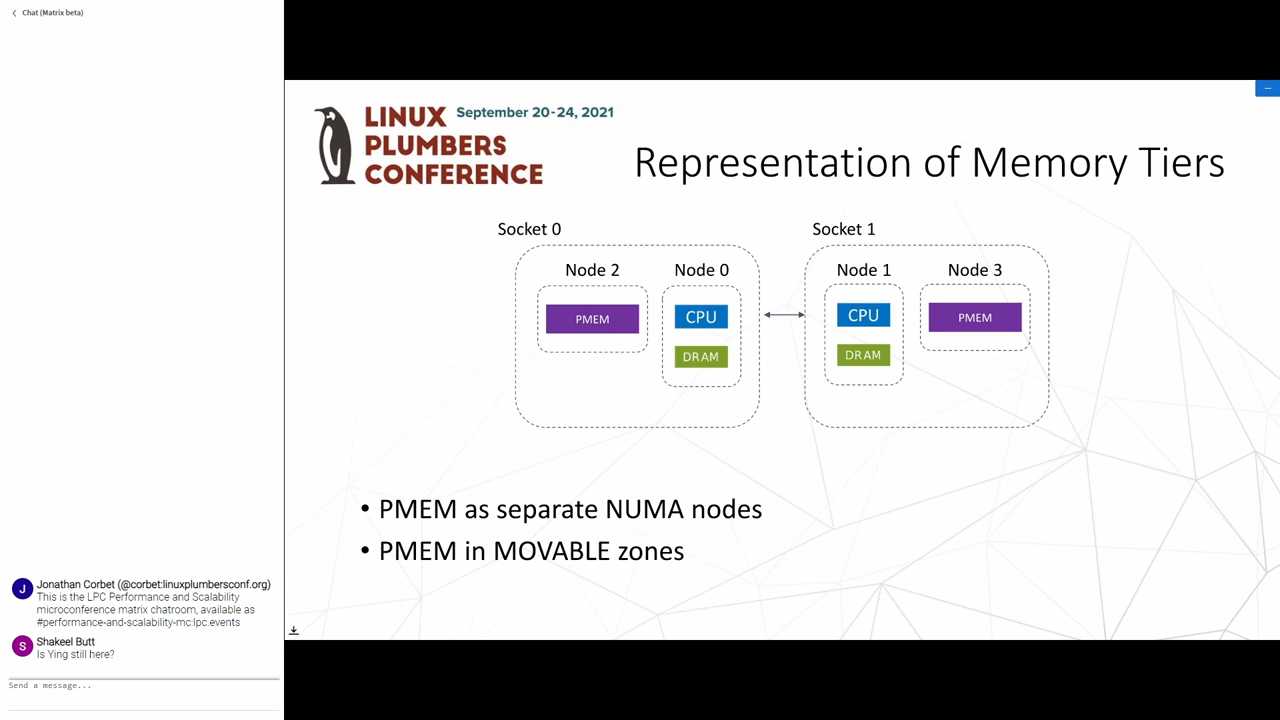 Chat (Matrix beta)
J
Jonathan Corbet (@corbet:linuxplumbersconf.org)
This is the LPC Performance and Scalability
microconference matrix chatroom, available as
#performance-and-scalability-mc:lpc.events
S
Shakeel Butt
Is Ying still here?
Send a message...
LINUX
PLUMBERS
CONFERENCE
September 20-24, 2021
Representation of Memory Tiers
Socket 0
Socket 1
Node 2
Node 0
Node 1
Node 3
PMEM
CPU
CPU
PMEM
DRAM
DRAM
• PMEM as separate NUMA nodes
• PMEM in MOVABLE zones